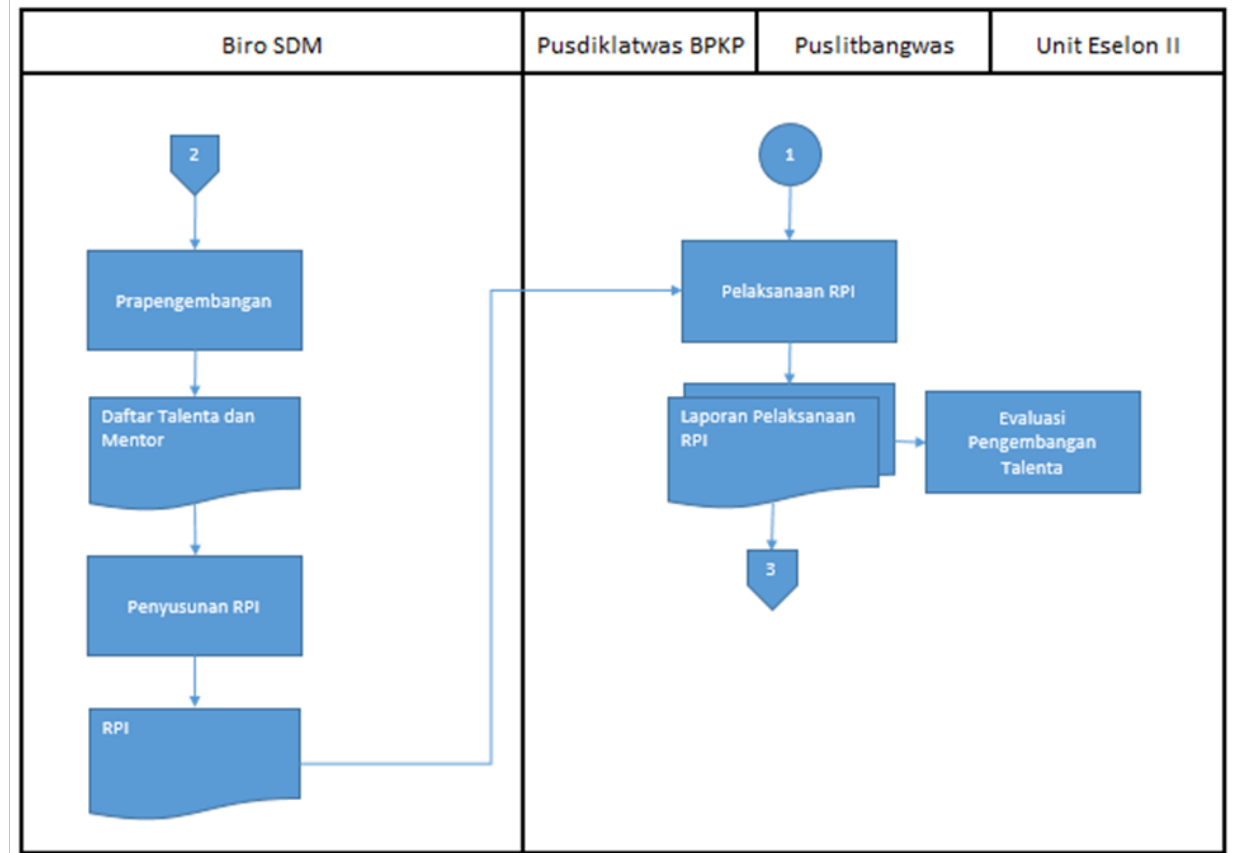 Biro SDM
Pusdiklatwas BPKP
Puslitbangwas
Unit Eselon II
2
Prapengembangan
Daftar Talenta dan
Mentor
Penyusunan RPI
RPI
1
Pelaksanaan RPI
Laporan Pelaksanaan
RPI
Evaluasi
Pengembangan
Talenta
3